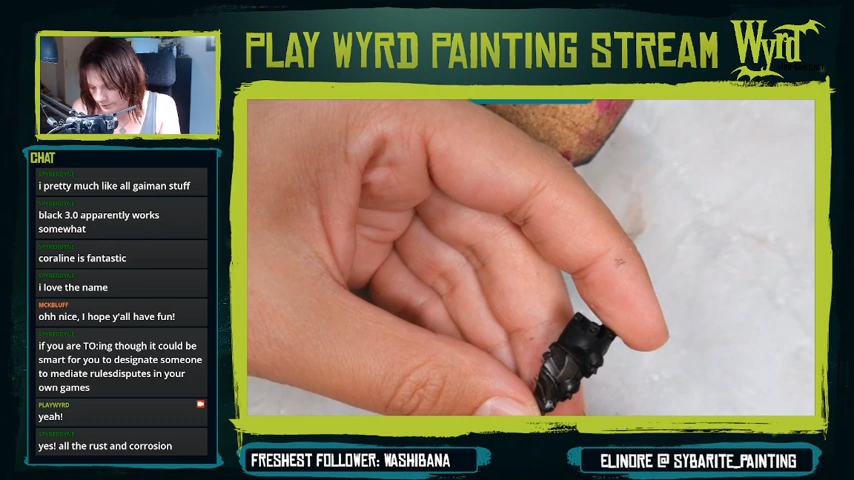 PLAY WYRD PAINTING STREAM
Wyrd
CHAT
i pretty much like all gaiman stuff
black 3.0 apparently works
somewhat
coraline is fantastic
i love the name
MCKBLUFF
ohh nice, I hope y'all have fun!
if you are TO:ing though it could be
smart for you to designate someone
to mediate rulesdisputes in your
own games
PLAYWYRD
yeah!
yes! all the rust and corrosion
FRESHEST FOLLOWER: WASHIBANA
ELINORE @ SYBARITE_PAINTING